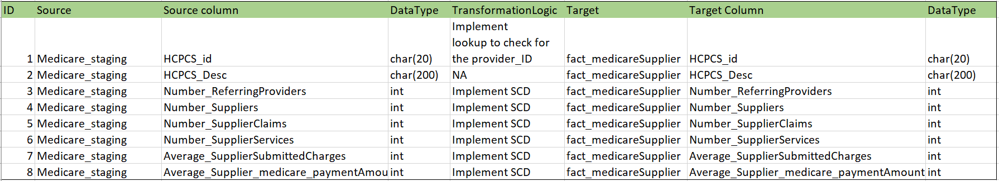 ID Source Source column DataType TransformationLogic Target Target Column DataType
Implement
lookup to check for
1 Medicare_staging HCPCS_id char(20) the provider_ID fact_medicareSupplier HCPCS_id char(20)
2 Medicare_staging HCPCS_Desc char(200) NA fact_medicareSupplier HCPCS_Desc char(200)
3 Medicare_staging Number_ReferringProviders int Implement SCD fact_medicareSupplier Number_ReferringProviders int
4 Medicare_staging Number_Suppliers int Implement SCD fact_medicareSupplier Number_Suppliers int
5 Medicare_staging Number_SupplierClaims int Implement SCD fact_medicareSupplier Number_SupplierClaims int
6 Medicare_staging Number_SupplierServices int Implement SCD fact_medicareSupplier Number_SupplierServices int
7 Medicare_staging Average_SupplierSubmittedCharges int Implement SCD fact_medicareSupplier Average_SupplierSubmittedCharges int
8 Medicare_staging Average_Supplier_medicare_paymentAmou int Implement SCD fact_medicareSupplier Average_Supplier_medicare_paymentAmount int